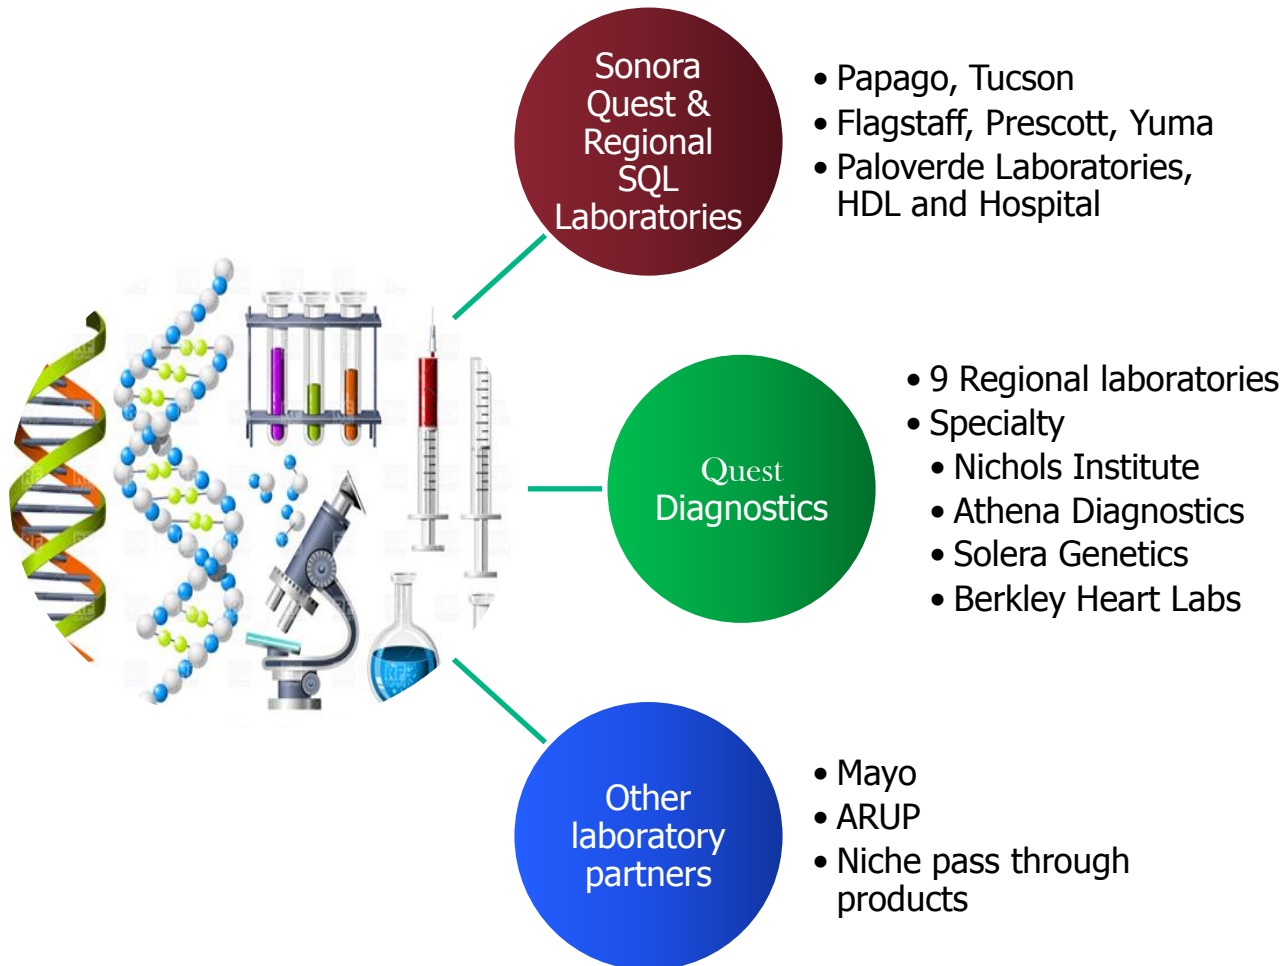 Sonora
Quest &
Regional
SQL
Laboratories
• Papago, Tucson
• Flagstaff, Prescott, Yuma
• Paloverde Laboratories,
HDL and Hospital
Quest
Diagnostics
• 9 Regional laboratories
• Specialty
• Nichols Institute
• Athena Diagnostics
• Solera Genetics
• Berkley Heart Labs
Other
laboratory
partners
• Mayo
• ARUP
• Niche pass through
products